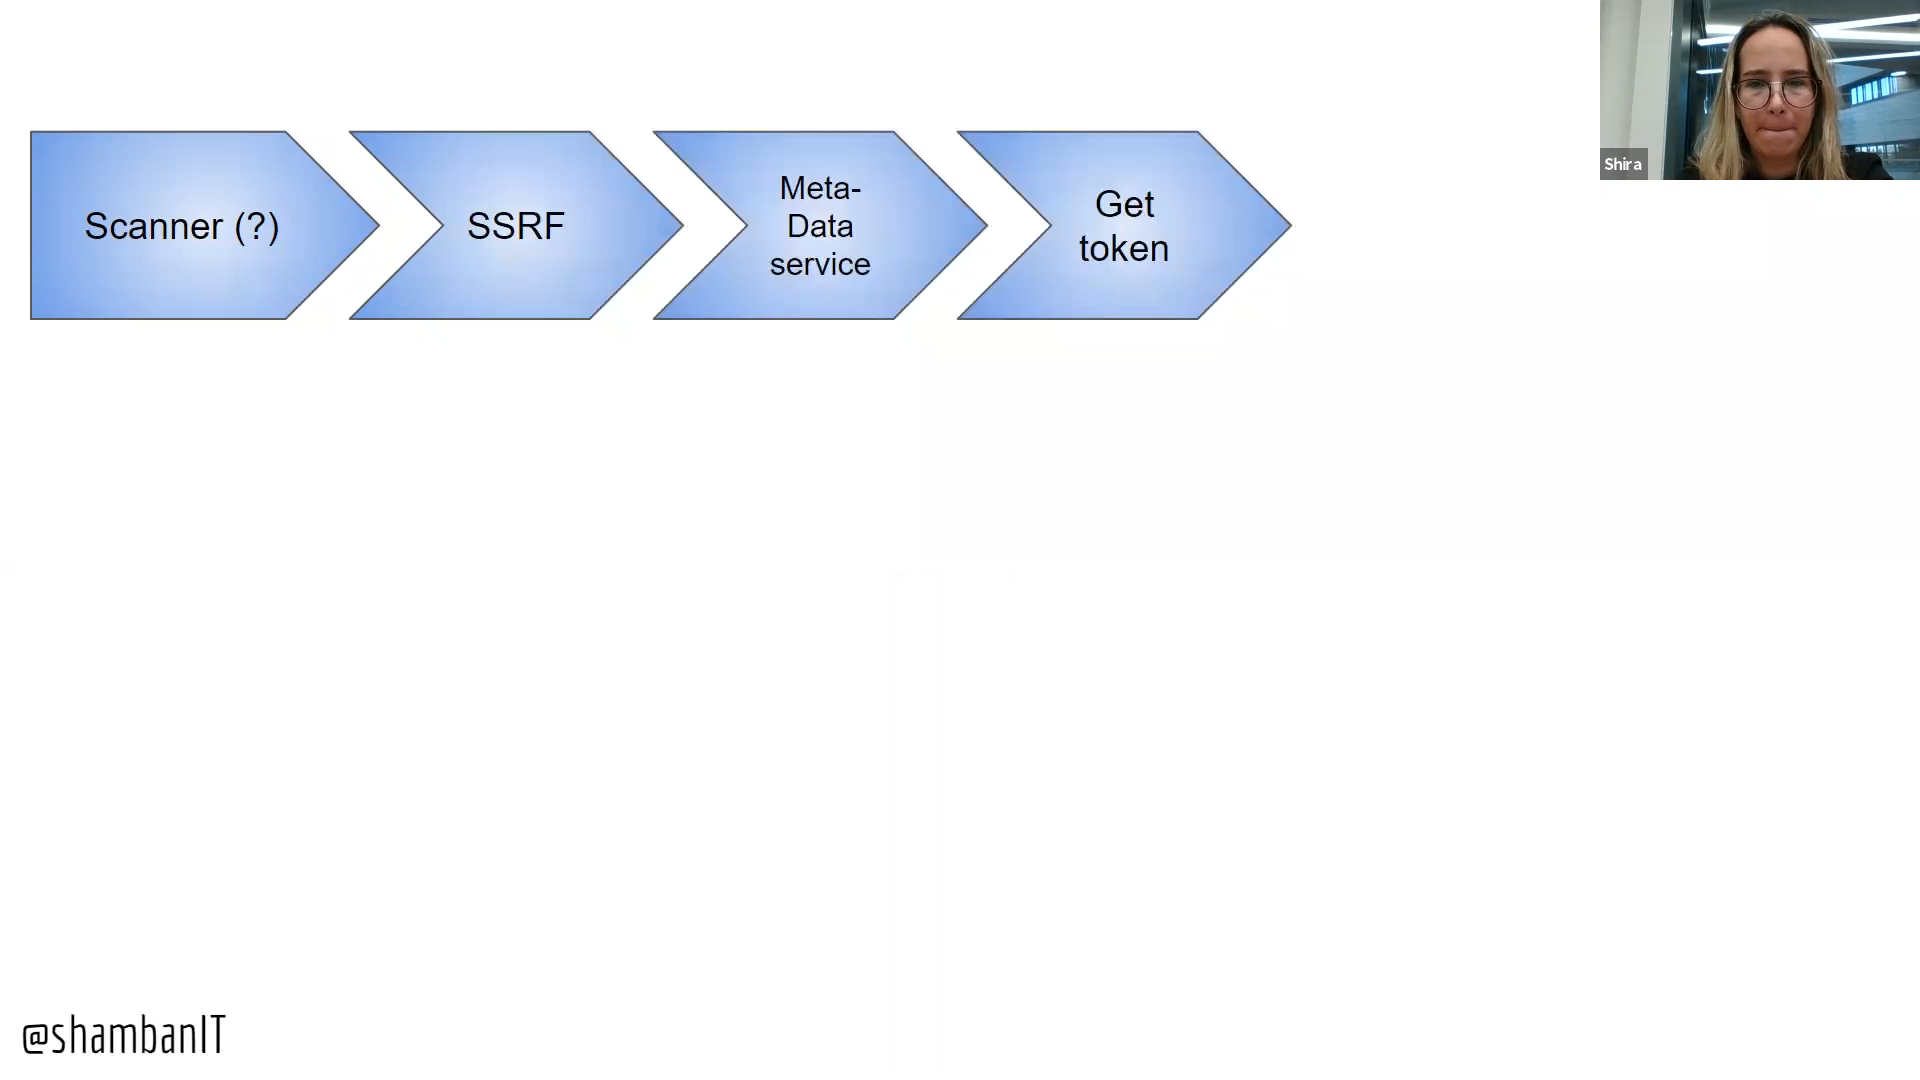 Scanner (?)
SSRF
Meta-
Data
service
Get
token
Shira
@shambanIT